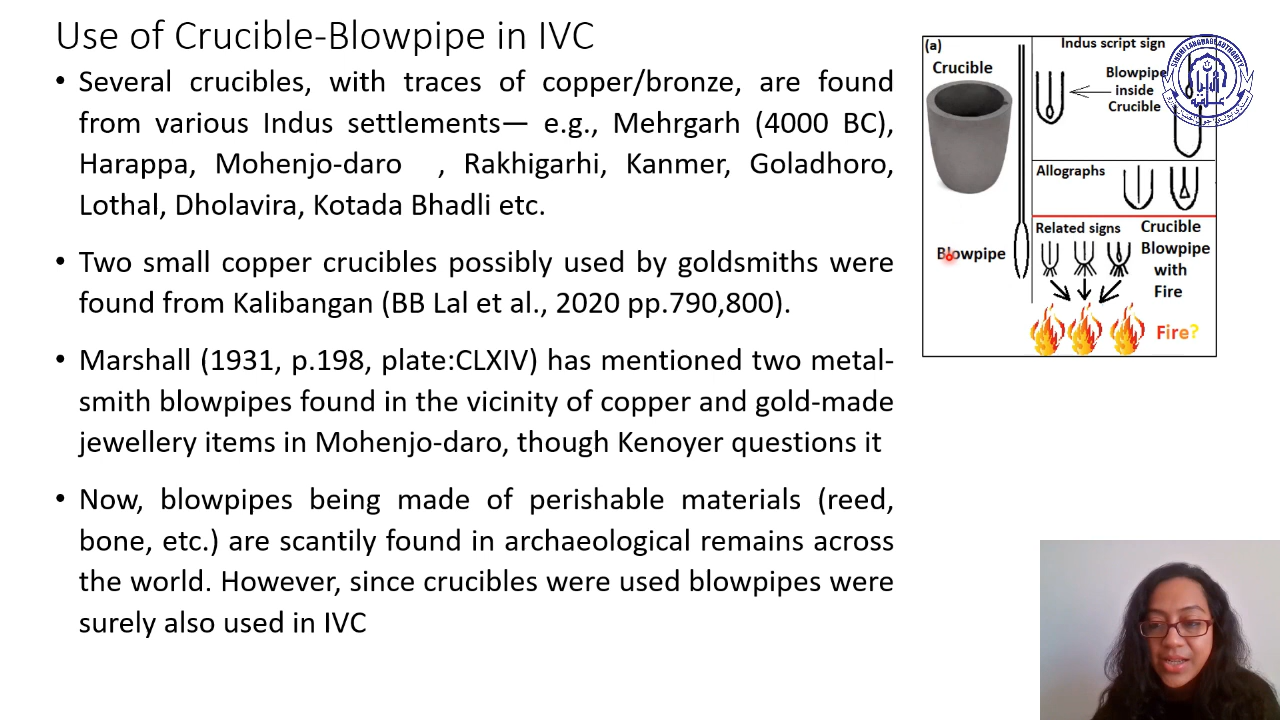 Use of Crucible-Blowpipe in IVC
• Several crucibles, with traces of copper/bronze, are found
from various Indus settlements— e.g., Mehrgarh (4000 BC),
Harappa, Mohenjo-daro , Rakhigarhi, Kanmer, Goladhoro,
Lothal, Dholavira, Kotada Bhadli etc.
• Two small copper crucibles possibly used by goldsmiths were
found from Kalibangan (BB Lal et al., 2020 pp.790,800).
• Marshall (1931, p.198, plate:CLXIV) has mentioned two metal-
smith blowpipes found in the vicinity of copper and gold-made
jewellery items in Mohenjo-daro, though Kenoyer questions it
• Now, blowpipes being made of perishable materials (reed,
bone, etc.) are scantily found in archaeological remains across
the world. However, since crucibles were used blowpipes were
surely also used in IVC
(a)
Crucible
Blowpipe
Indus script sign
Blowpipe
inside
Crucible
Allographs
Related signs
Crucible
Blowpipe
with
Fire
Fire?
SINDHI LANGUAGE AUTHORITY